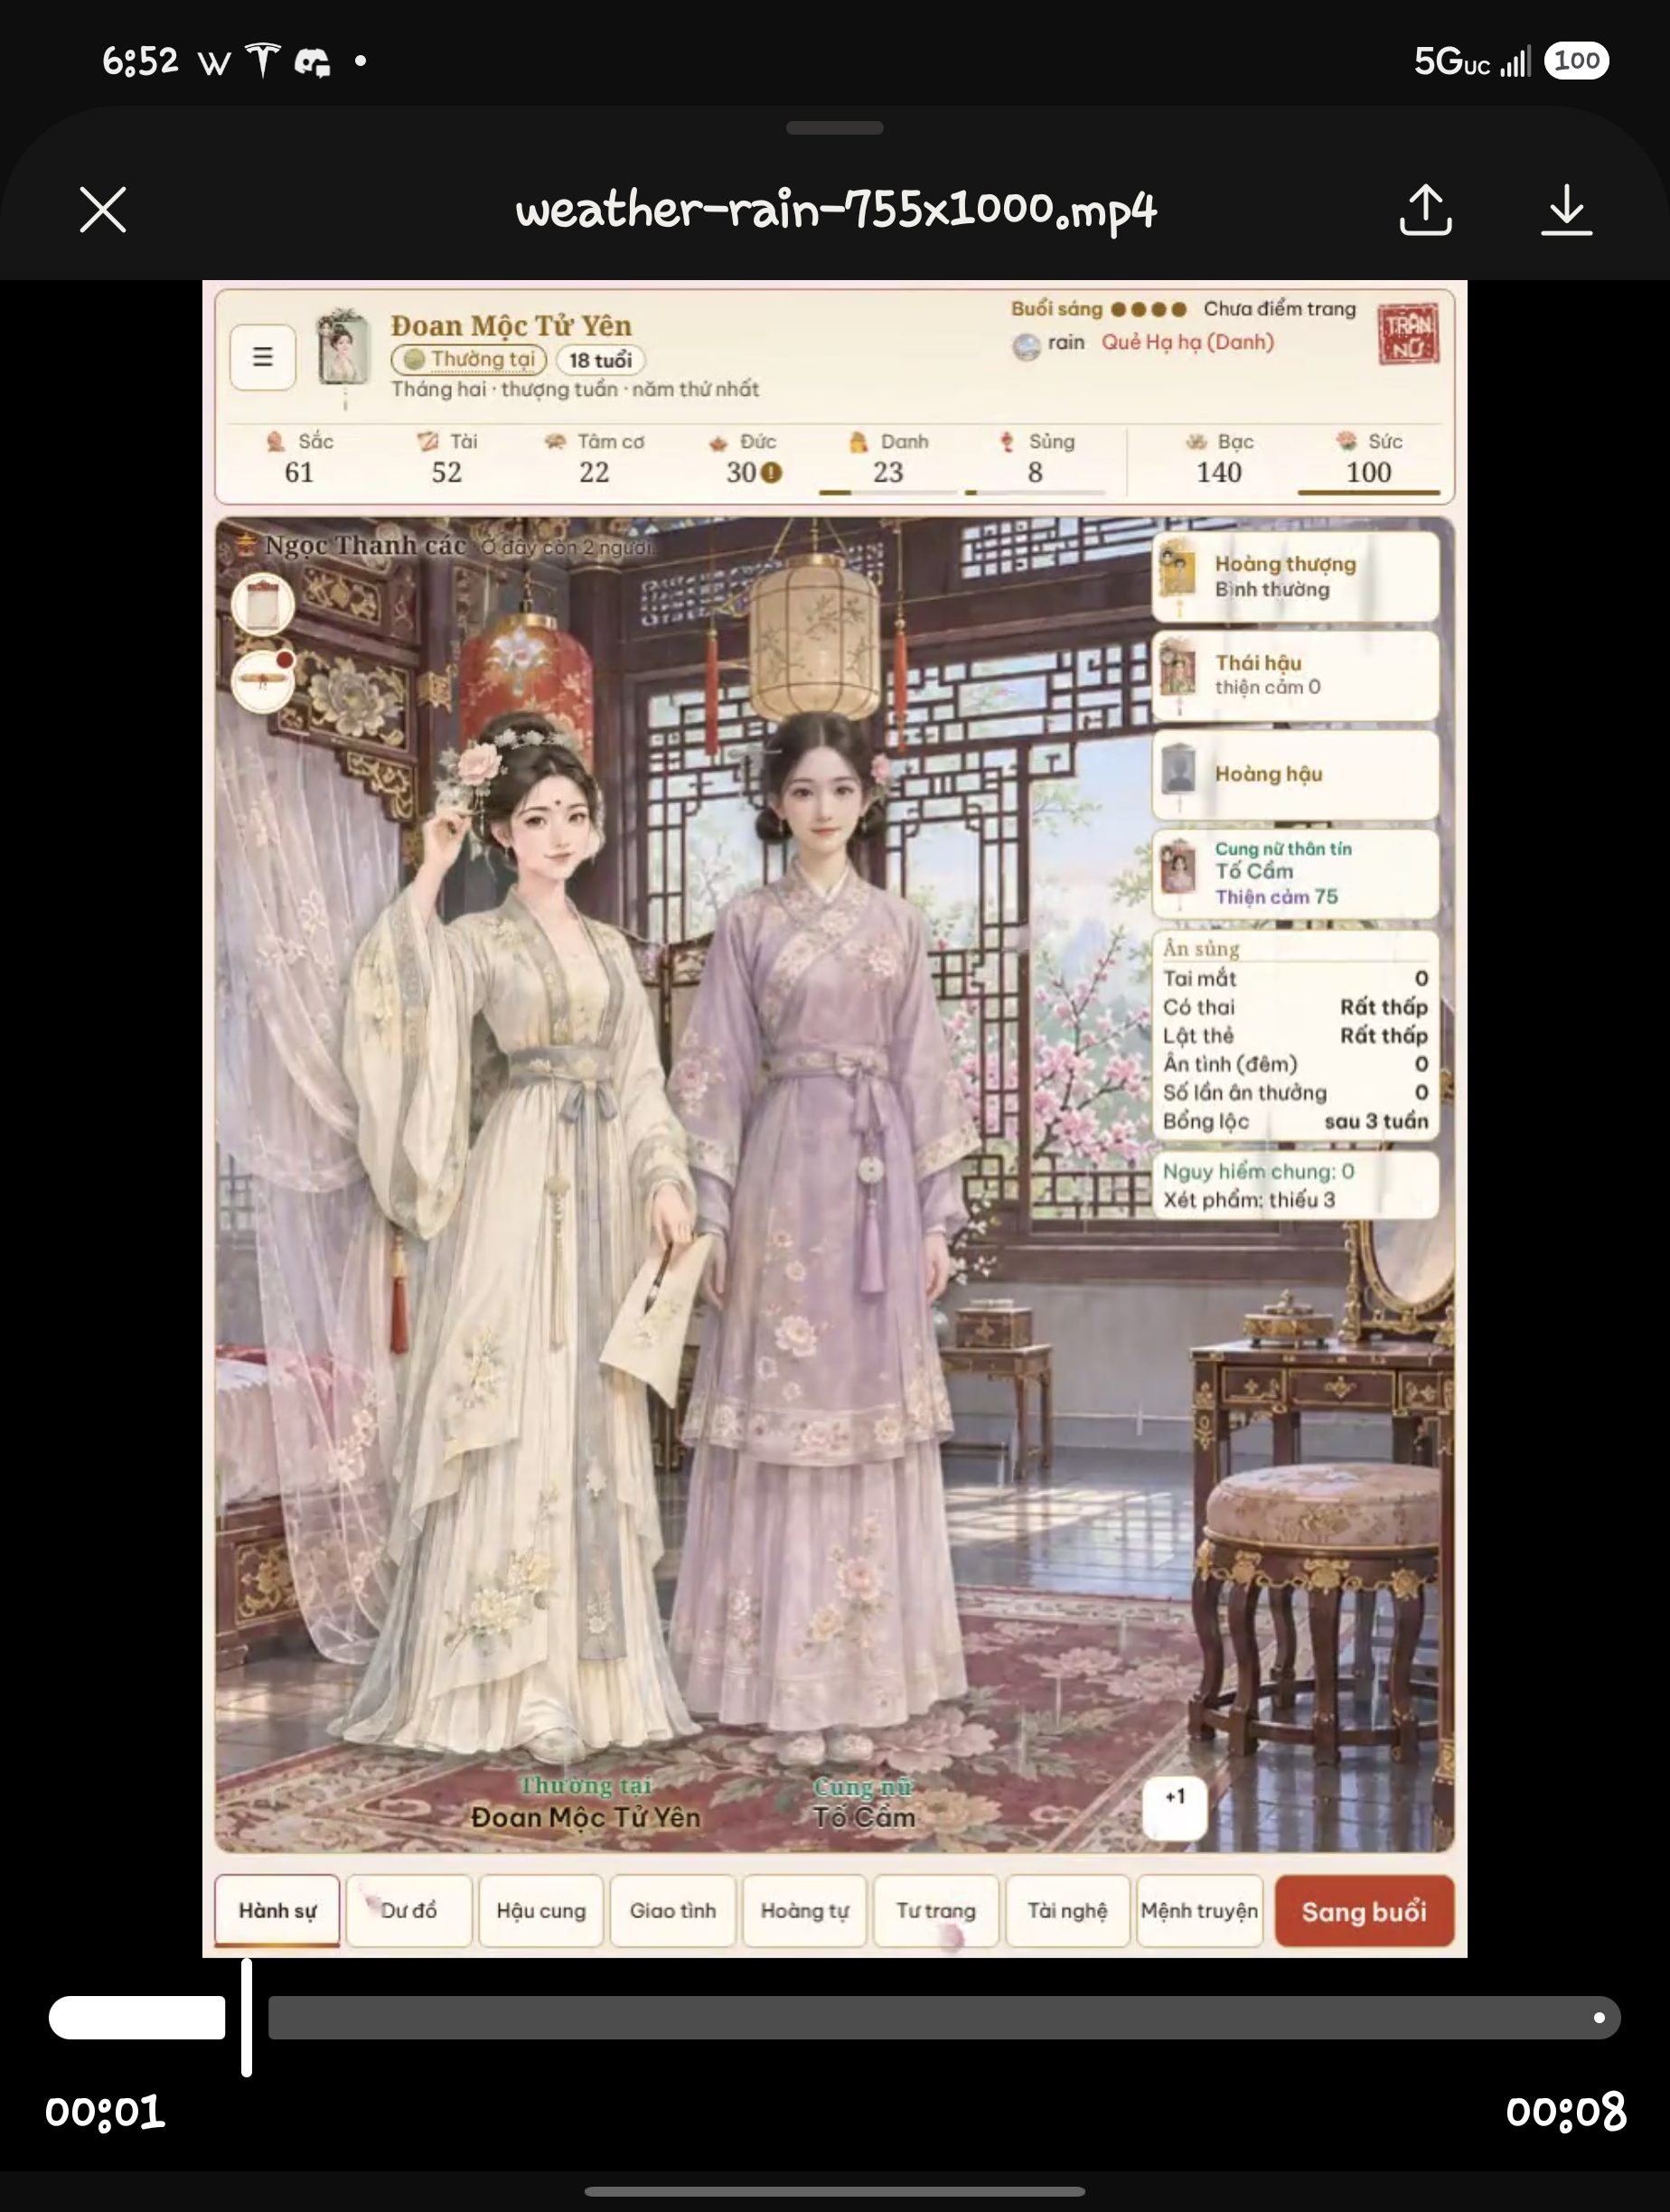 6:52
5GUC
100
weather-rain-755x1000.mp4
Đoan Mộc Tử Yên
Thường tại 18 tuổi
Tháng hai · thượng tuần · năm thứ nhất
Buổi sáng Chưa điểm trang
rain Quẻ Hạ hạ (Danh)
TRÂN NỮ
Sắc Tài Tâm cơ Đức Danh Sủng Bạc Sức
61 52 22 30 23 8 140 100
Ngọc Thanh các Ở đây còn 2 người
Hoàng thượng
Bình thường
Thái hậu
thiện cảm 0
Hoàng hậu
Cung nữ thân tín
Tố Cầm
Thiện cảm 75
Ân sủng
Tai mắt 0
Có thai Rất thấp
Lật thẻ Rất thấp
Ân tình (đêm) 0
Số lần ân thưởng 0
Bổng lộc sau 3 tuần
Nguy hiểm chung: 0
Xét phẩm: thiếu 3
Thường tại
Đoan Mộc Tử Yên
Cung nữ
Tố Cầm
+1
Hành sự Dư đồ Hậu cung Giao tình Hoàng tự Tư trang Tài nghệ Mệnh truyện Sang buổi
00:01
00:08